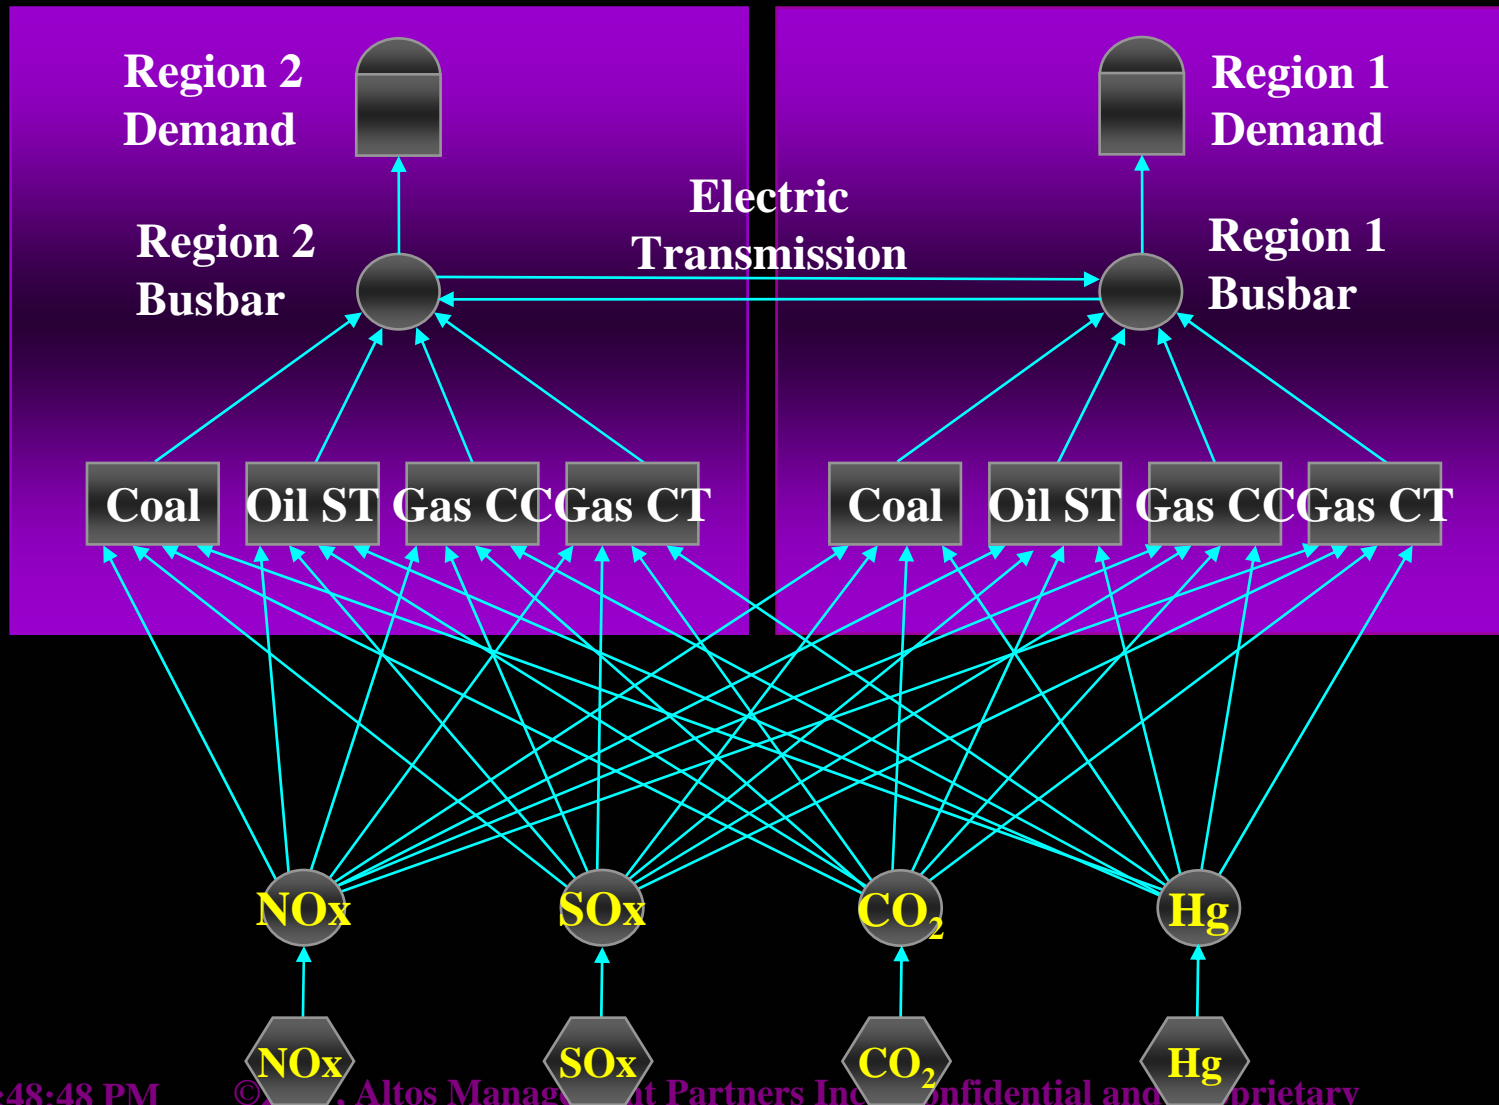 Region 2
Demand
Region 1
Demand
Electric
Transmission
Region 2
Busbar
Region 1
Busbar
Coal
Oil ST
Gas CC
Gas CT
Coal
Oil ST
Gas CC
Gas CT
NOx
SOx
CO₂
Hg
NOx
SOx
CO₂
Hg
:48:48 PM
© Altos Partners and